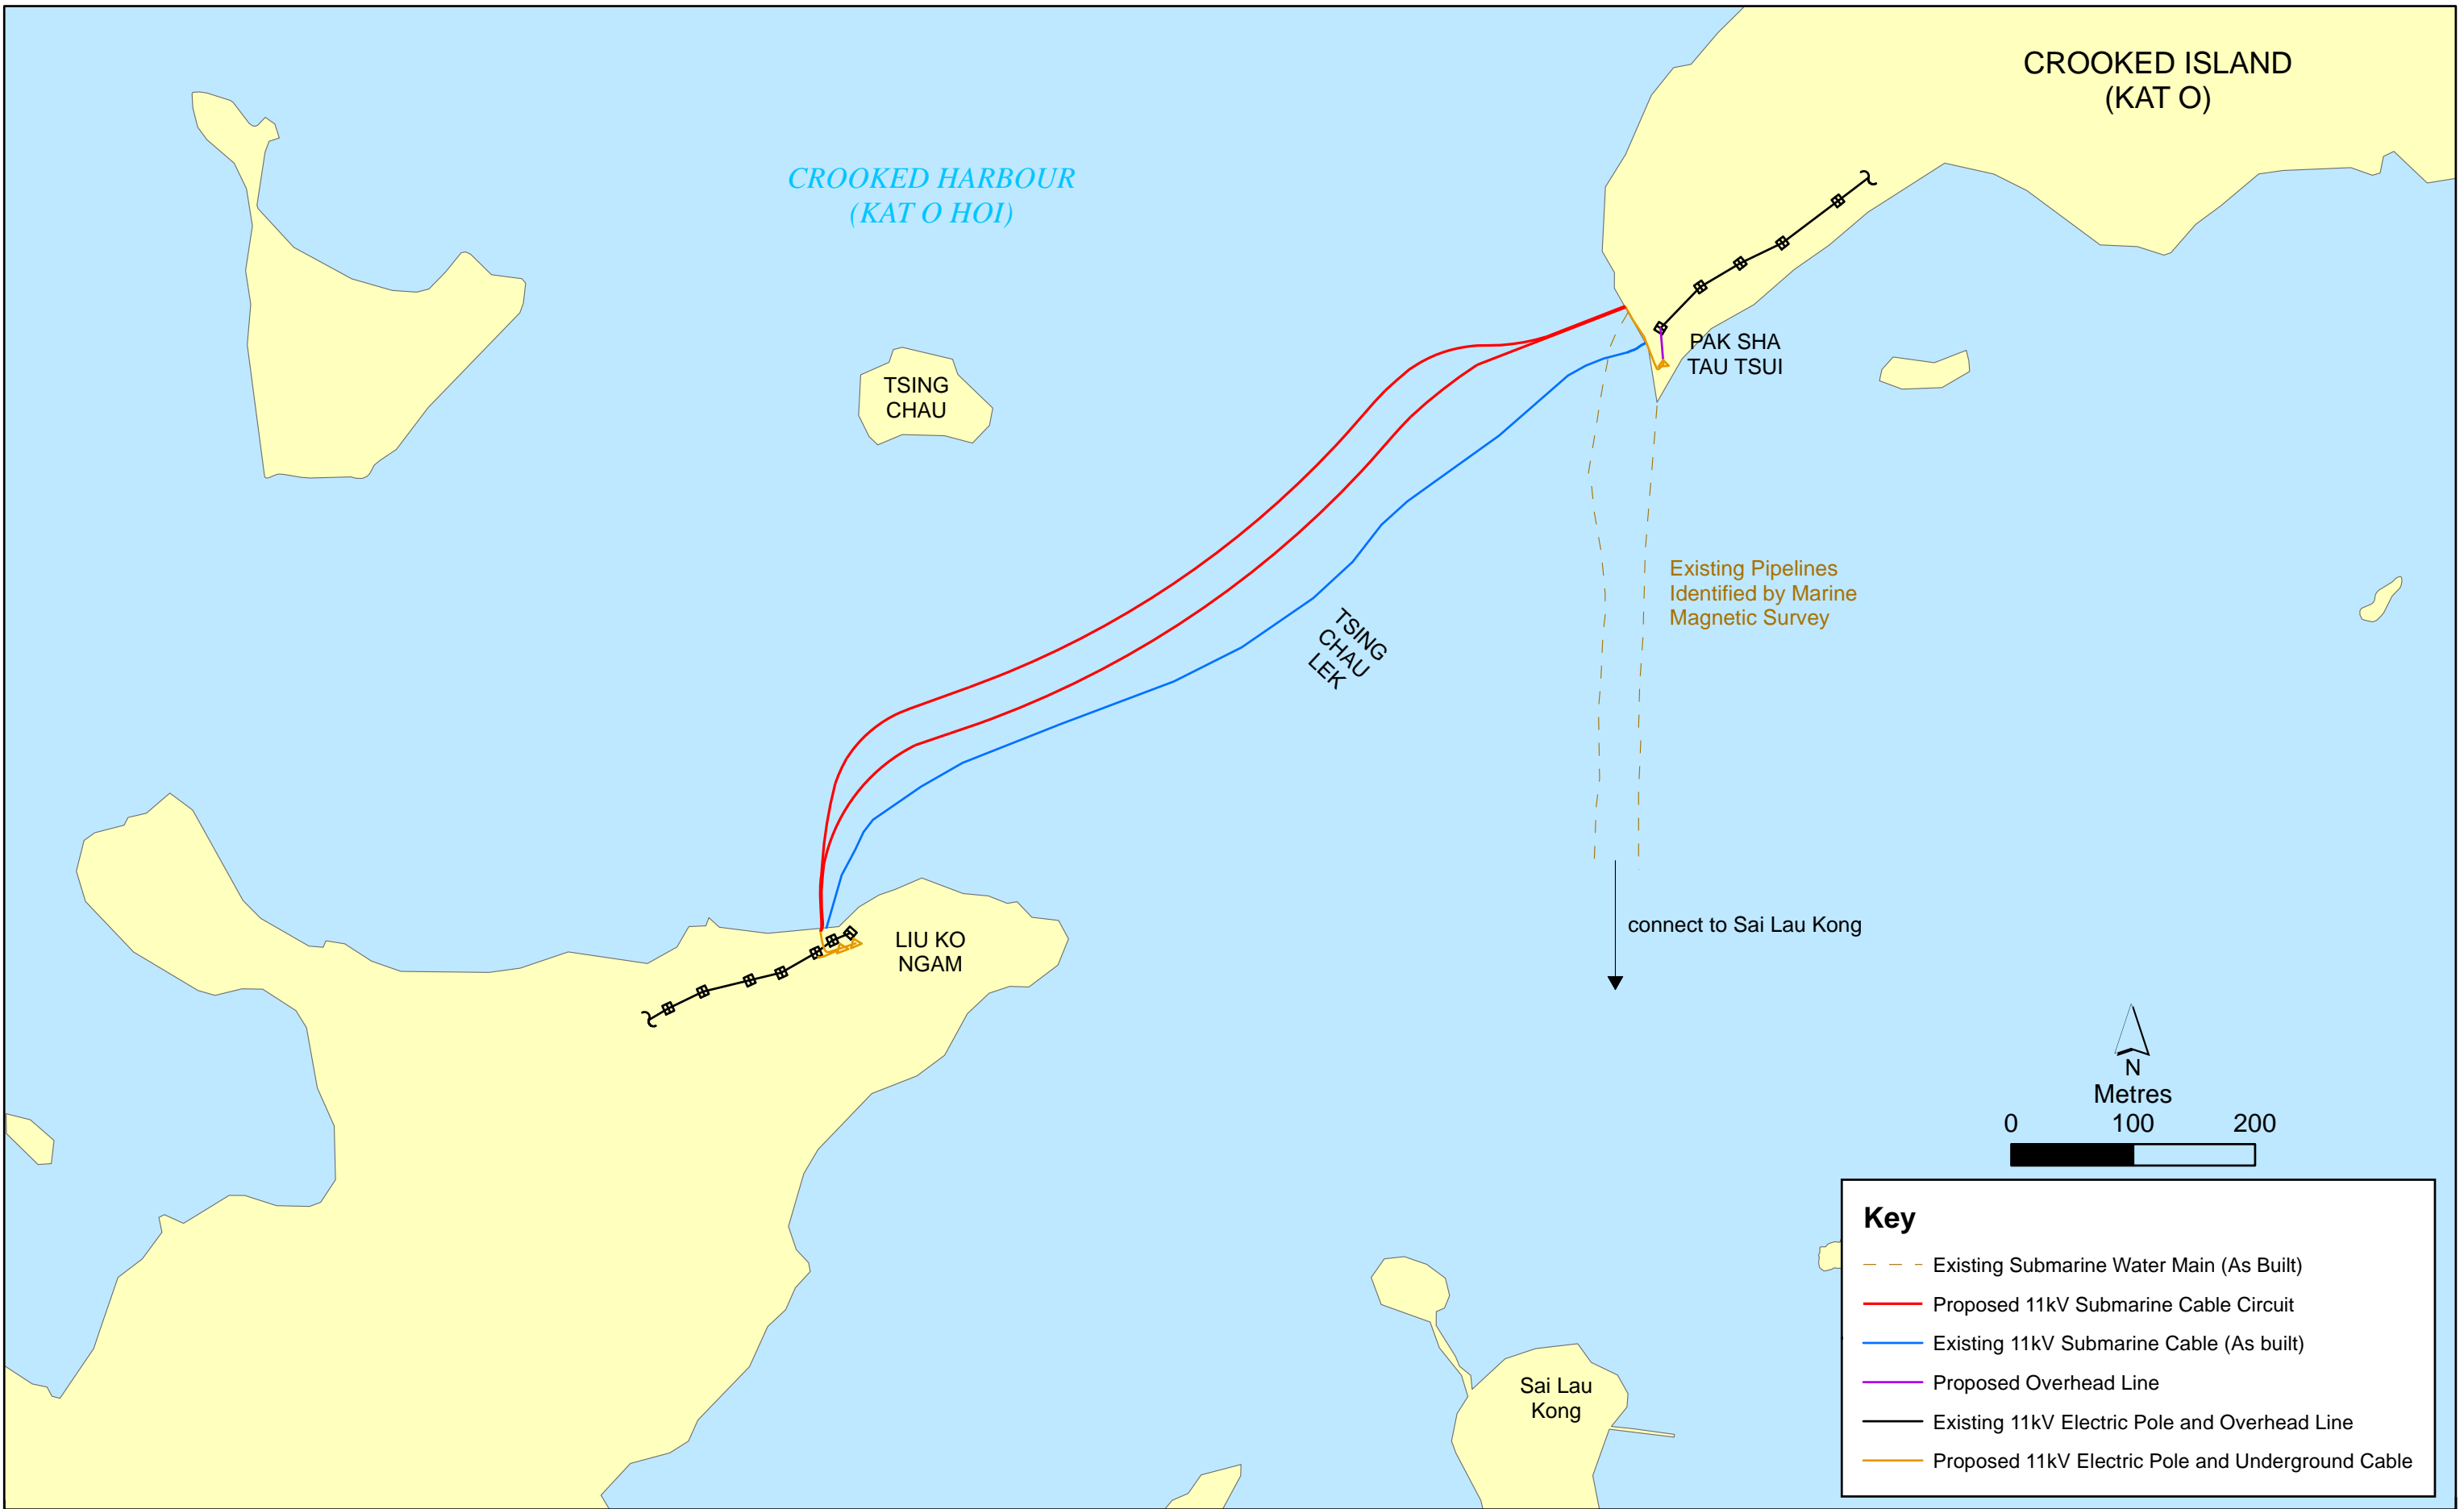 CROOKED ISLAND
(KAT O)
CROOKED HARBOUR
(KAT O HOI)
PAK SHA
TAU TSUI
TSING
CHAU
Existing Pipelines
Identified by Marine
Magnetic Survey
TSING
CHAU
LEK
connect to Sai Lau Kong
LIU KO
NGAM
N
Metres
0 100 200
Sai Lau
Kong
Key
Existing Submarine Water Main (As Built)
Proposed 11kV Submarine Cable Circuit
Existing 11kV Submarine Cable (As built)
Proposed Overhead Line
Existing 11kV Electric Pole and Overhead Line
Proposed 11kV Electric Pole and Underground Cable